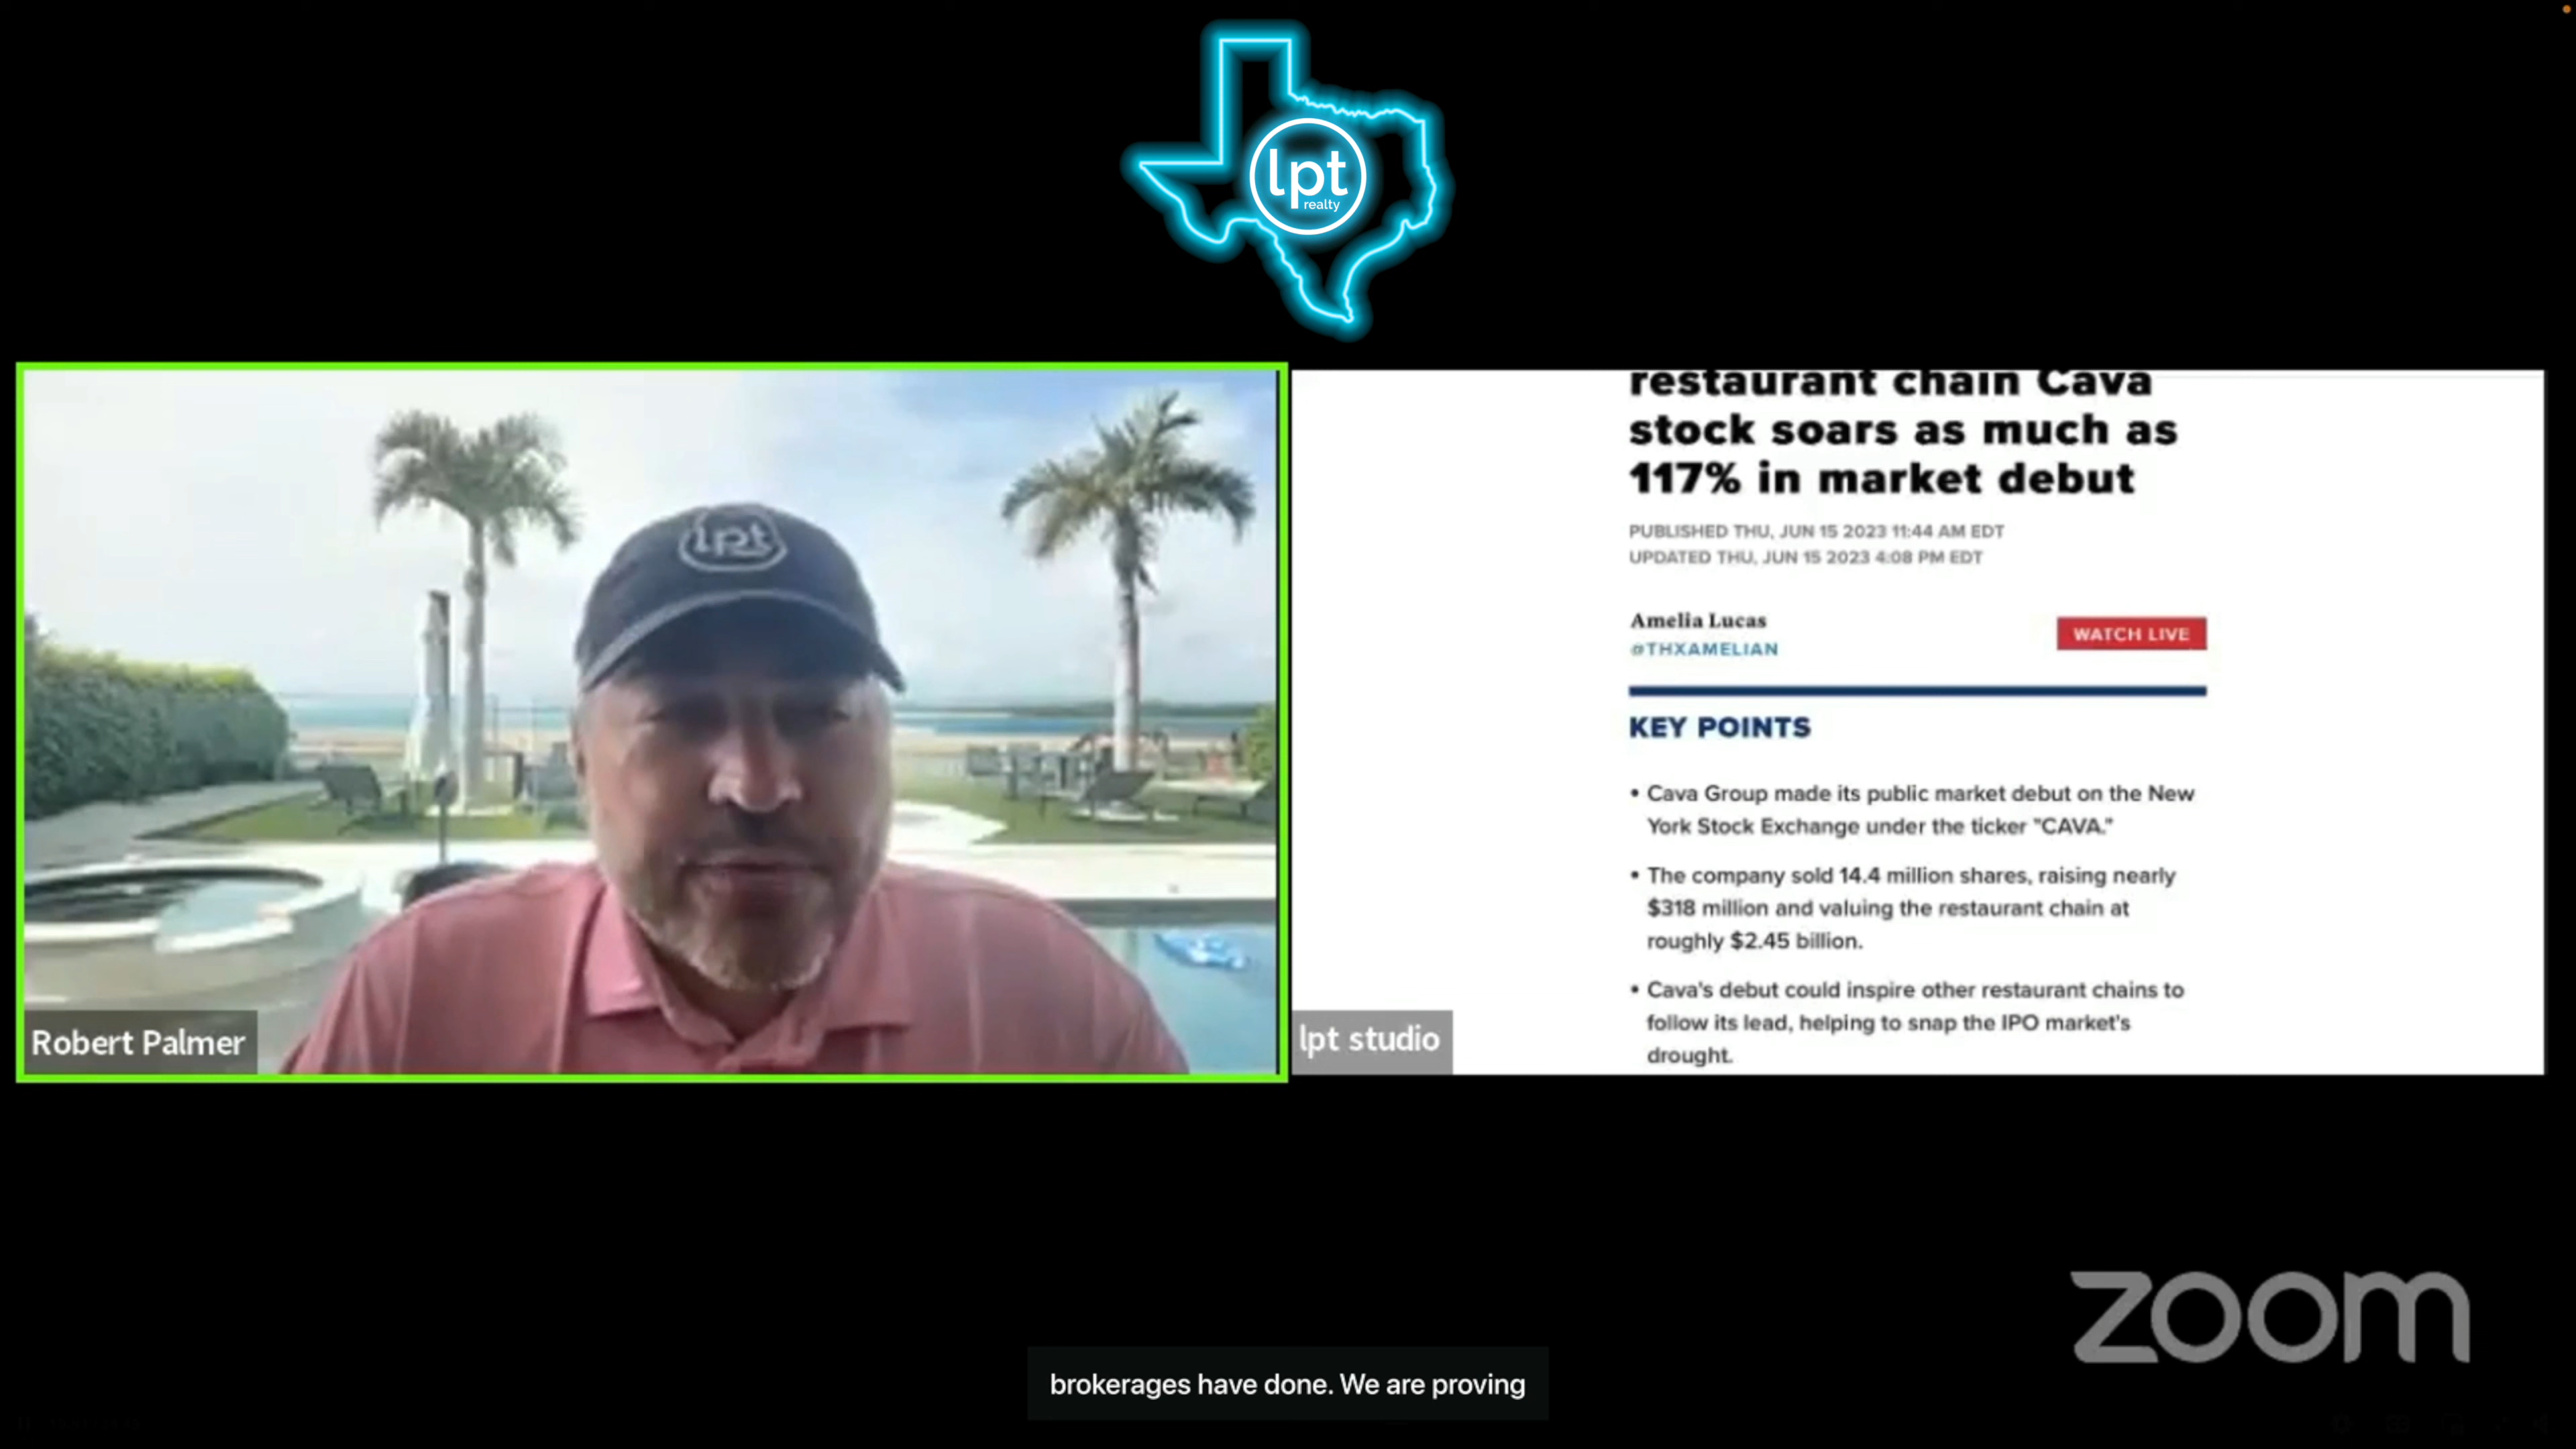 lpt
realty
lpt
Robert Palmer
restaurant chain Cava
stock soars as much as
117% in market debut
PUBLISHED THU, JUN 15 2023 11:44 AM EDT
UPDATED THU, JUN 15 2023 4:08 PM EDT
Amelia Lucas
@THXAMELIAN
WATCH LIVE
KEY POINTS
• Cava Group made its public market debut on the New
York Stock Exchange under the ticker "CAVA."
• The company sold 14.4 million shares, raising nearly
$318 million and valuing the restaurant chain at
roughly $2.45 billion.
• Cava's debut could inspire other restaurant chains to
follow its lead, helping to snap the IPO market's
drought.
lpt studio
zoom
brokerages have done. We are proving